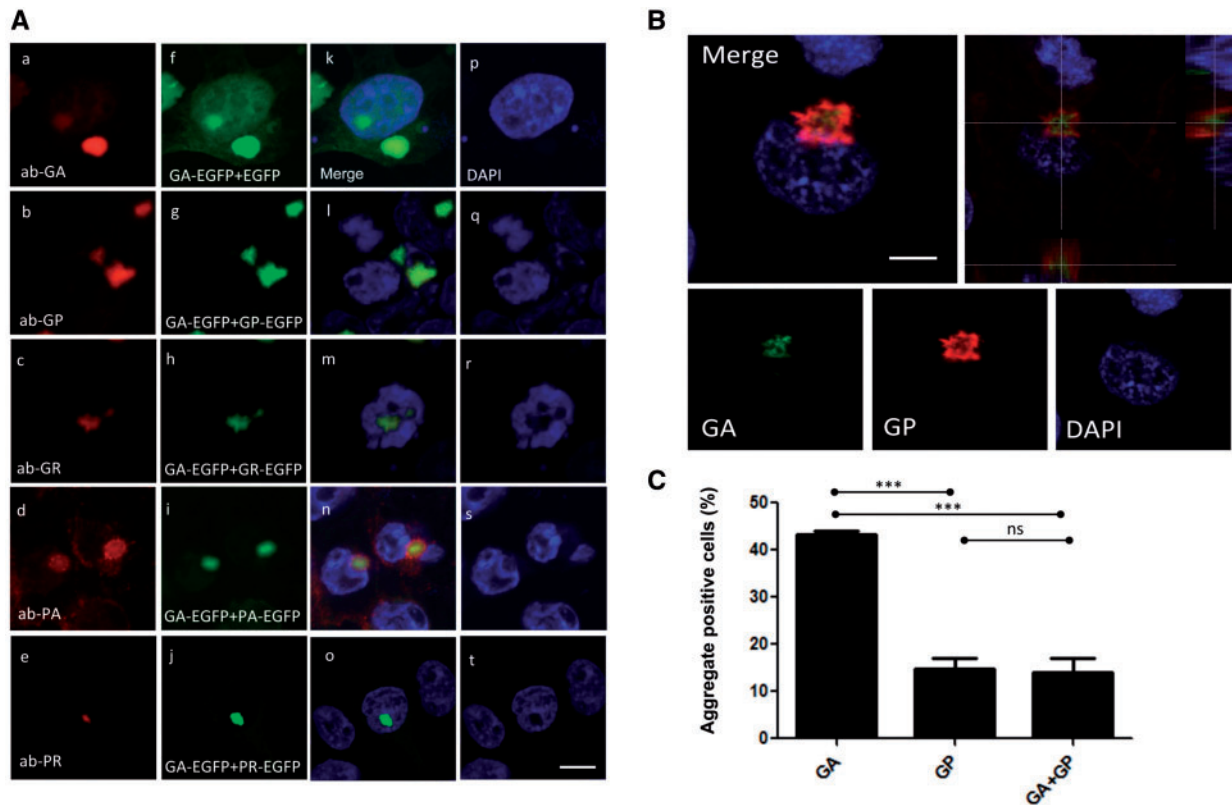 A
a
f
k
p
ab-GA
GA-EGFP+EGFP
Merge
DAPI
b
g
l
q
ab-GP
GA-EGFP+GP-EGFP
c
h
m
r
ab-GR
GA-EGFP+GR-EGFP
d
i
n
s
ab-PA
GA-EGFP+PA-EGFP
e
j
o
t
ab-PR
GA-EGFP+PR-EGFP
B
Merge
GA
GP
DAPI
C
Aggregate positive cells (%)
50
40
30
20
10
0
***
***
ns
GA
GP
GA+GP